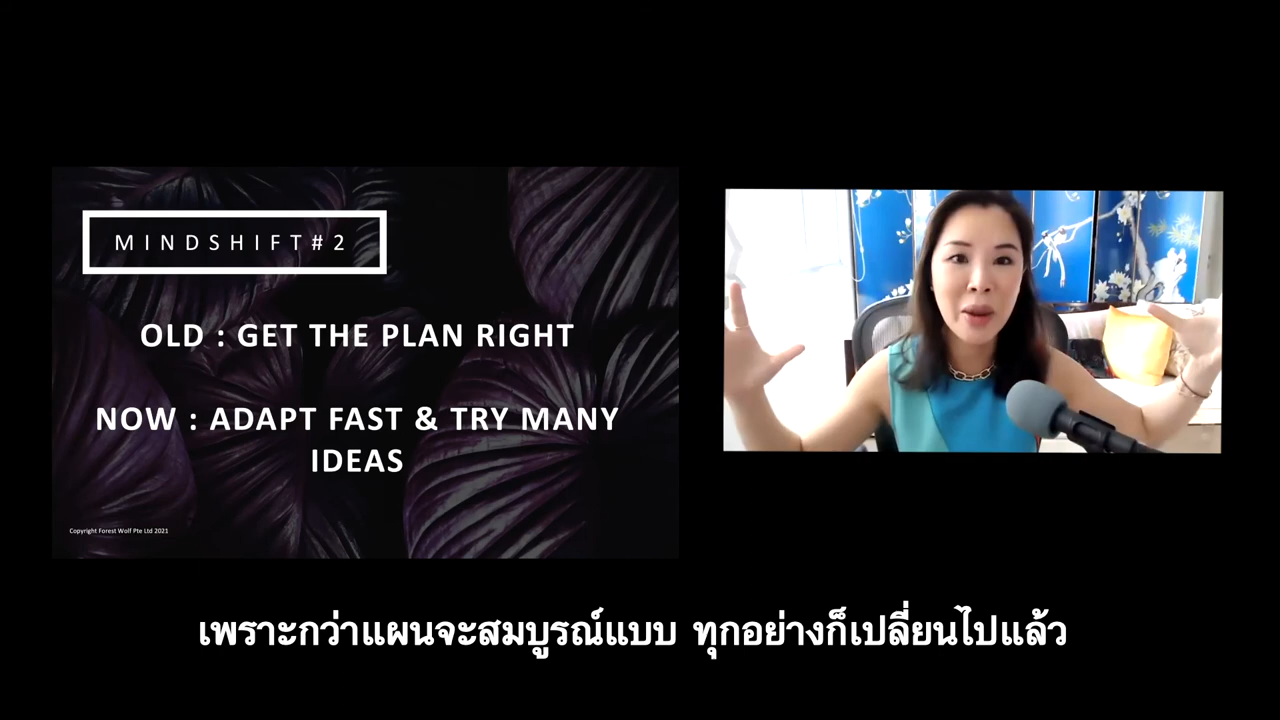 MINDSHIFT#2
OLD : GET THE PLAN RIGHT
NOW : ADAPT FAST & TRY MANY
IDEAS
Copyright Forest Wolf Pte Ltd 2021
เพราะกว่าแผนจะสมบูรณ์แบบ ทุกอย่างก็เปลี่ยนไปแล้ว